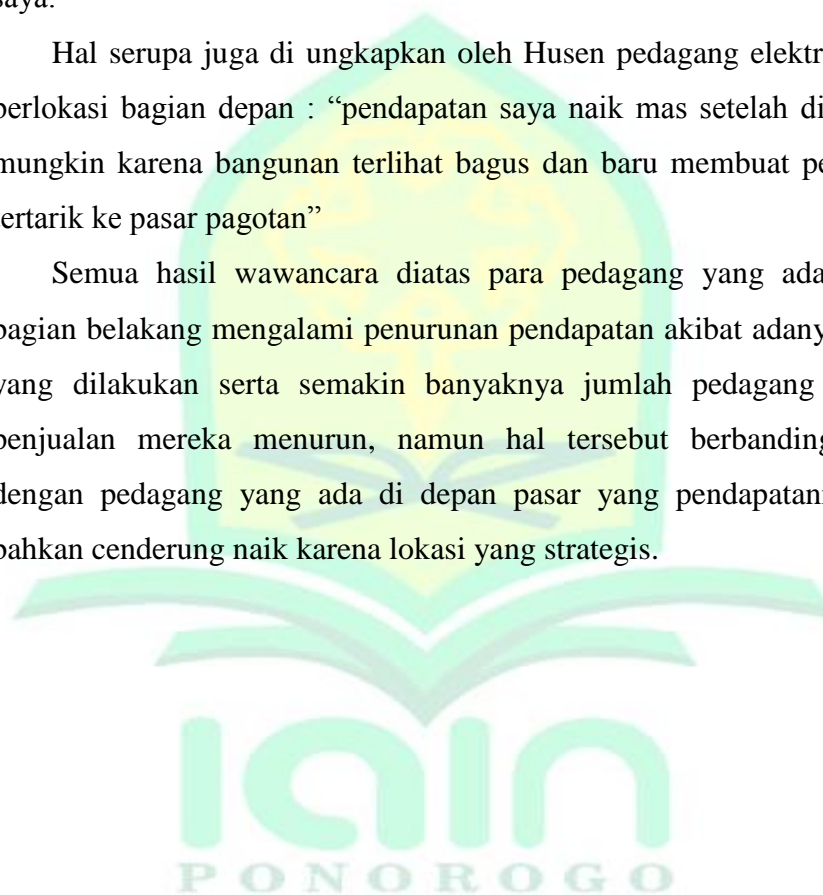 saya.
Hal serupa juga di ungkapkan oleh Husen pedagang elektr
berlokasi bagian depan : “pendapatan saya naik mas setelah di
mungkin karena bangunan terlihat bagus dan baru membuat pe
tertarik ke pasar pagotan”
Semua hasil wawancara diatas para pedagang yang ada
bagian belakang mengalami penurunan pendapatan akibat adany
yang dilakukan serta semakin banyaknya jumlah pedagang
penjualan mereka menurun, namun hal tersebut berbanding
dengan pedagang yang ada di depan pasar yang pendapatan
bahkan cenderung naik karena lokasi yang strategis.
iain
PONOROGO